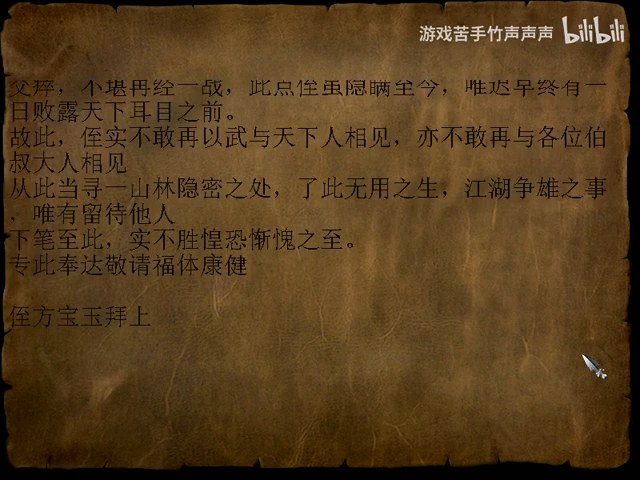 游戏苦手竹声声声 bilibili
交瘁，不堪再经一战，此点侄虽隐瞒至今，唯迟早终有一
日败露天下耳目之前。
故此，侄实不敢再以武与天下人相见，亦不敢再与各位伯
叔大人相见
从此当寻一山林隐密之处，了此无用之生，江湖争雄之事
，唯有留待他人
下笔至此，实不胜惶恐惭愧之至。
专此奉达敬请福体康健
侄方宝玉拜上